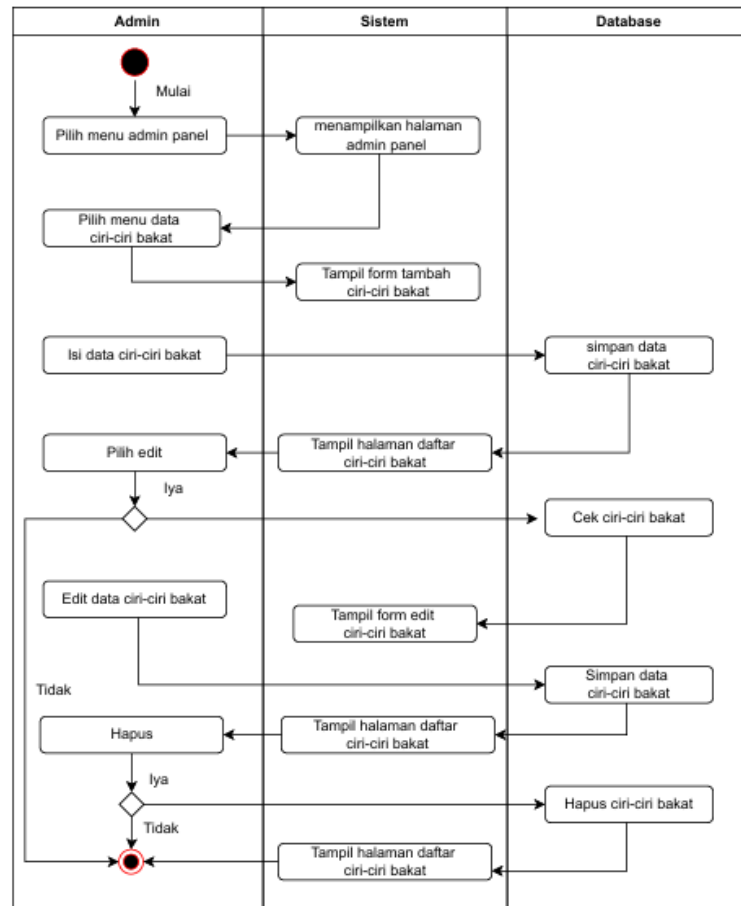 Admin
Sistem
Database
Mulai
Pilih menu admin panel
menampilkan halaman
admin panel
Pilih menu data
ciri-ciri bakat
Tampil form tambah
ciri-ciri bakat
Isi data ciri-ciri bakat
simpan data
ciri-ciri bakat
Pilih edit
Tampil halaman daftar
ciri-ciri bakat
Iya
Cek ciri-ciri bakat
Edit data ciri-ciri bakat
Tampil form edit
ciri-ciri bakat
Simpan data
ciri-ciri bakat
Tidak
Hapus
Tampil halaman daftar
ciri-ciri bakat
Iya
Hapus ciri-ciri bakat
Tidak
Tampil halaman daftar
ciri-ciri bakat